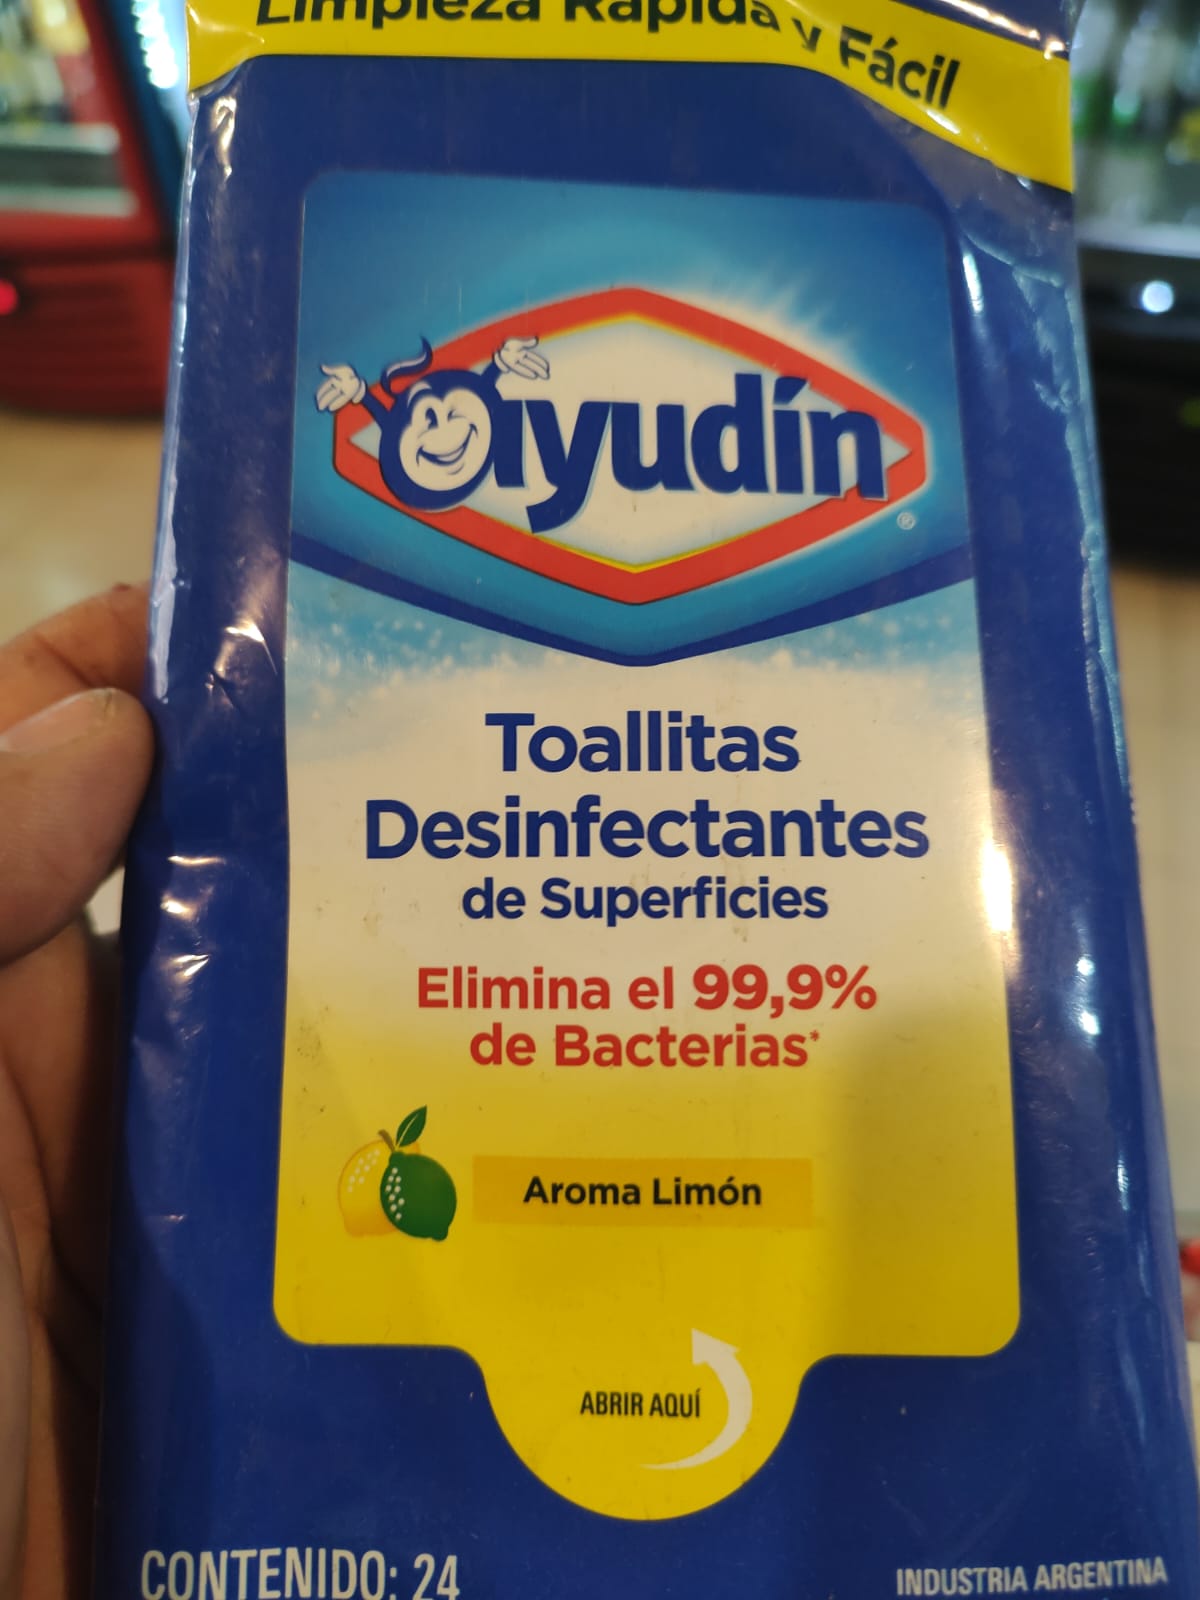 Limpieza Rápida y Fácil
ayudín
®
Toallitas
Desinfectantes
de Superficies
Elimina el 99,9%
de Bacterias*
Aroma Limón
ABRIR AQUÍ
CONTENIDO: 24
INDUSTRIA ARGENTINA